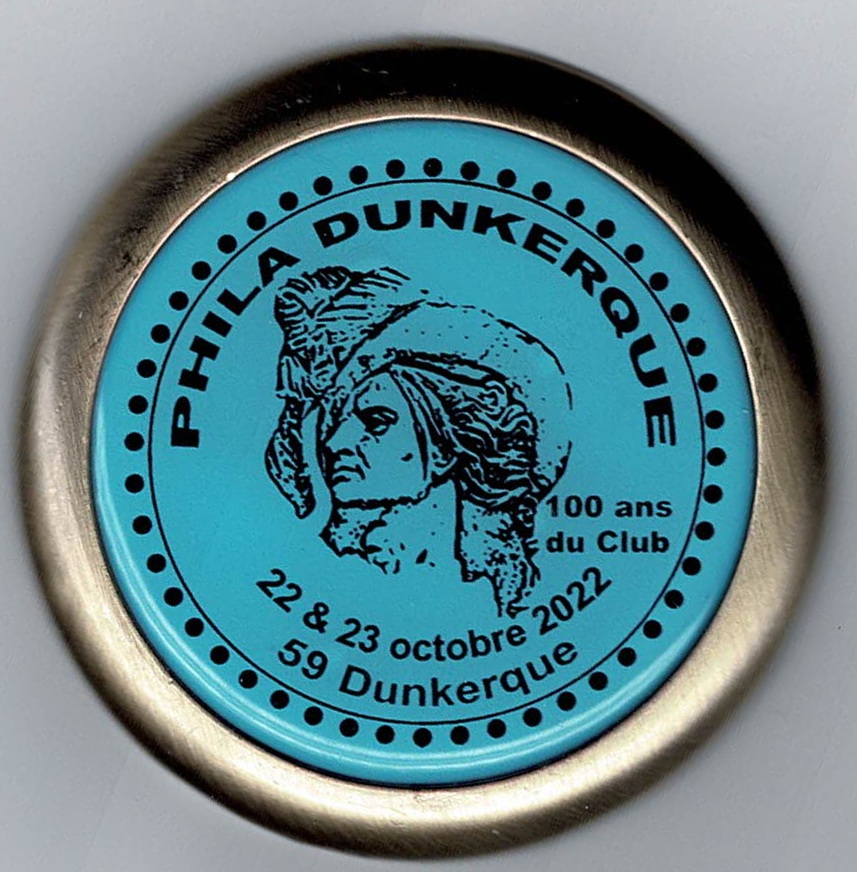 PHILA DUNKERQUE
100 ans
du Club
22 & 23 octobre 2022
59 Dunkerque